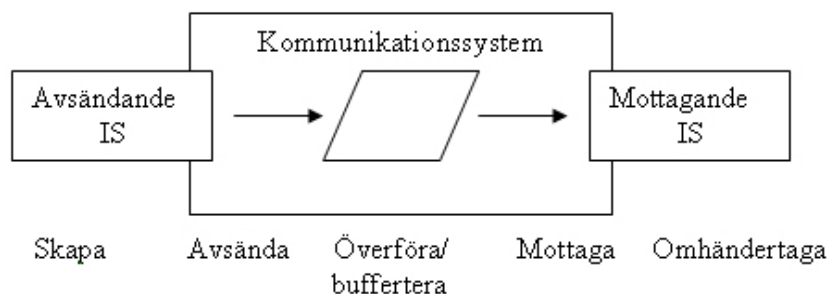 Kommunikationssystem
Avsändande
IS
Mottagande
IS
Skapa
Avsända
Överföra/
buffertera
Mottaga
Omhändertaga